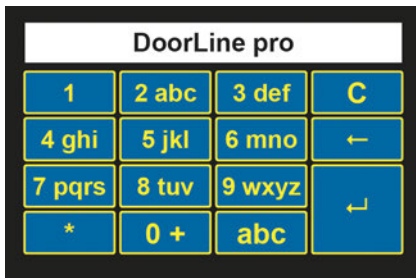 DoorLine pro
1 2 abc 3 def C
4 ghi 5 jkl 6 mno ←
7 pqrs 8 tuv 9 wxyz ↵
* 0 + abc